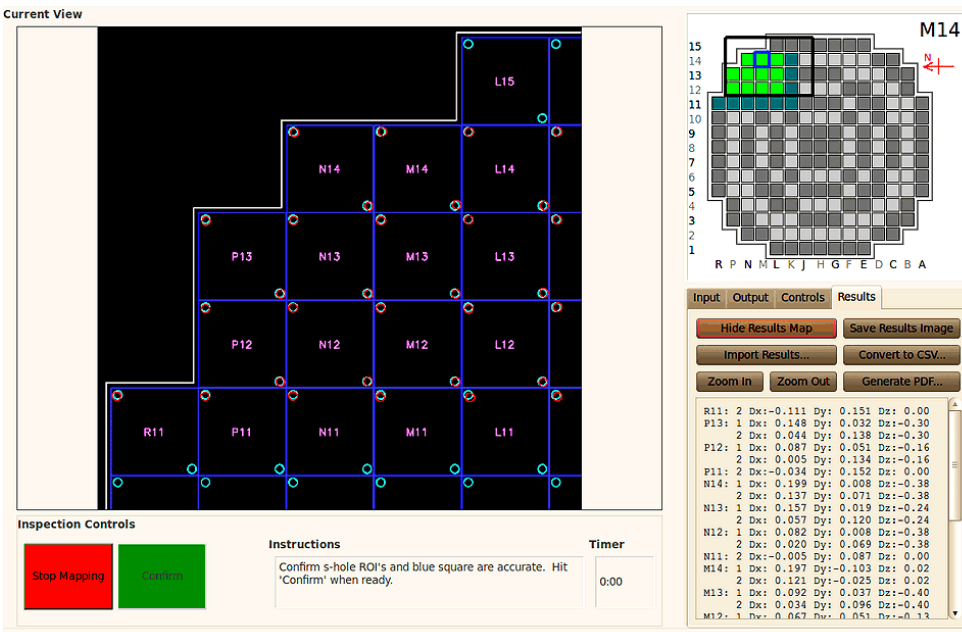 Current View
L15
N14 M14 L14
P13 N13 M13 L13
P12 N12 M12 L12
R11 P11 N11 M11 L11
M14
N
15
14
13
12
11
10
9
8
7
6
5
4
3
2
1
R P N M L K J H G F E D C B A
Input Output Controls Results
Hide Results Map Save Results Image
Import Results... Convert to CSV...
Zoom In Zoom Out Generate PDF...
R11: 2 Dx:-0.111 Dy: 0.151 Dz: 0.00
P13: 1 Dx: 0.148 Dy: 0.032 Dz:-0.30
2 Dx: 0.044 Dy: 0.138 Dz:-0.30
P12: 1 Dx: 0.087 Dy: 0.051 Dz:-0.16
2 Dx: 0.005 Dy: 0.134 Dz:-0.16
P11: 2 Dx:-0.034 Dy: 0.152 Dz: 0.00
N14: 1 Dx: 0.199 Dy: 0.008 Dz:-0.38
2 Dx: 0.137 Dy: 0.071 Dz:-0.38
N13: 1 Dx: 0.157 Dy: 0.019 Dz:-0.24
2 Dx: 0.057 Dy: 0.120 Dz:-0.24
N12: 1 Dx: 0.082 Dy: 0.008 Dz:-0.38
2 Dx: 0.020 Dy: 0.069 Dz:-0.38
N11: 2 Dx:-0.005 Dy: 0.087 Dz: 0.00
M14: 1 Dx: 0.197 Dy:-0.103 Dz: 0.02
2 Dx: 0.121 Dy:-0.025 Dz: 0.02
M13: 1 Dx: 0.092 Dy: 0.037 Dz:-0.40
2 Dx: 0.034 Dy: 0.096 Dz:-0.40
M12: 1 Dx: 0.067 Dy: 0.051 Dz:-0.13
Inspection Controls
Stop Mapping
Confirm
Instructions
Confirm s-hole ROI's and blue square are accurate. Hit
'Confirm' when ready.
Timer
0:00